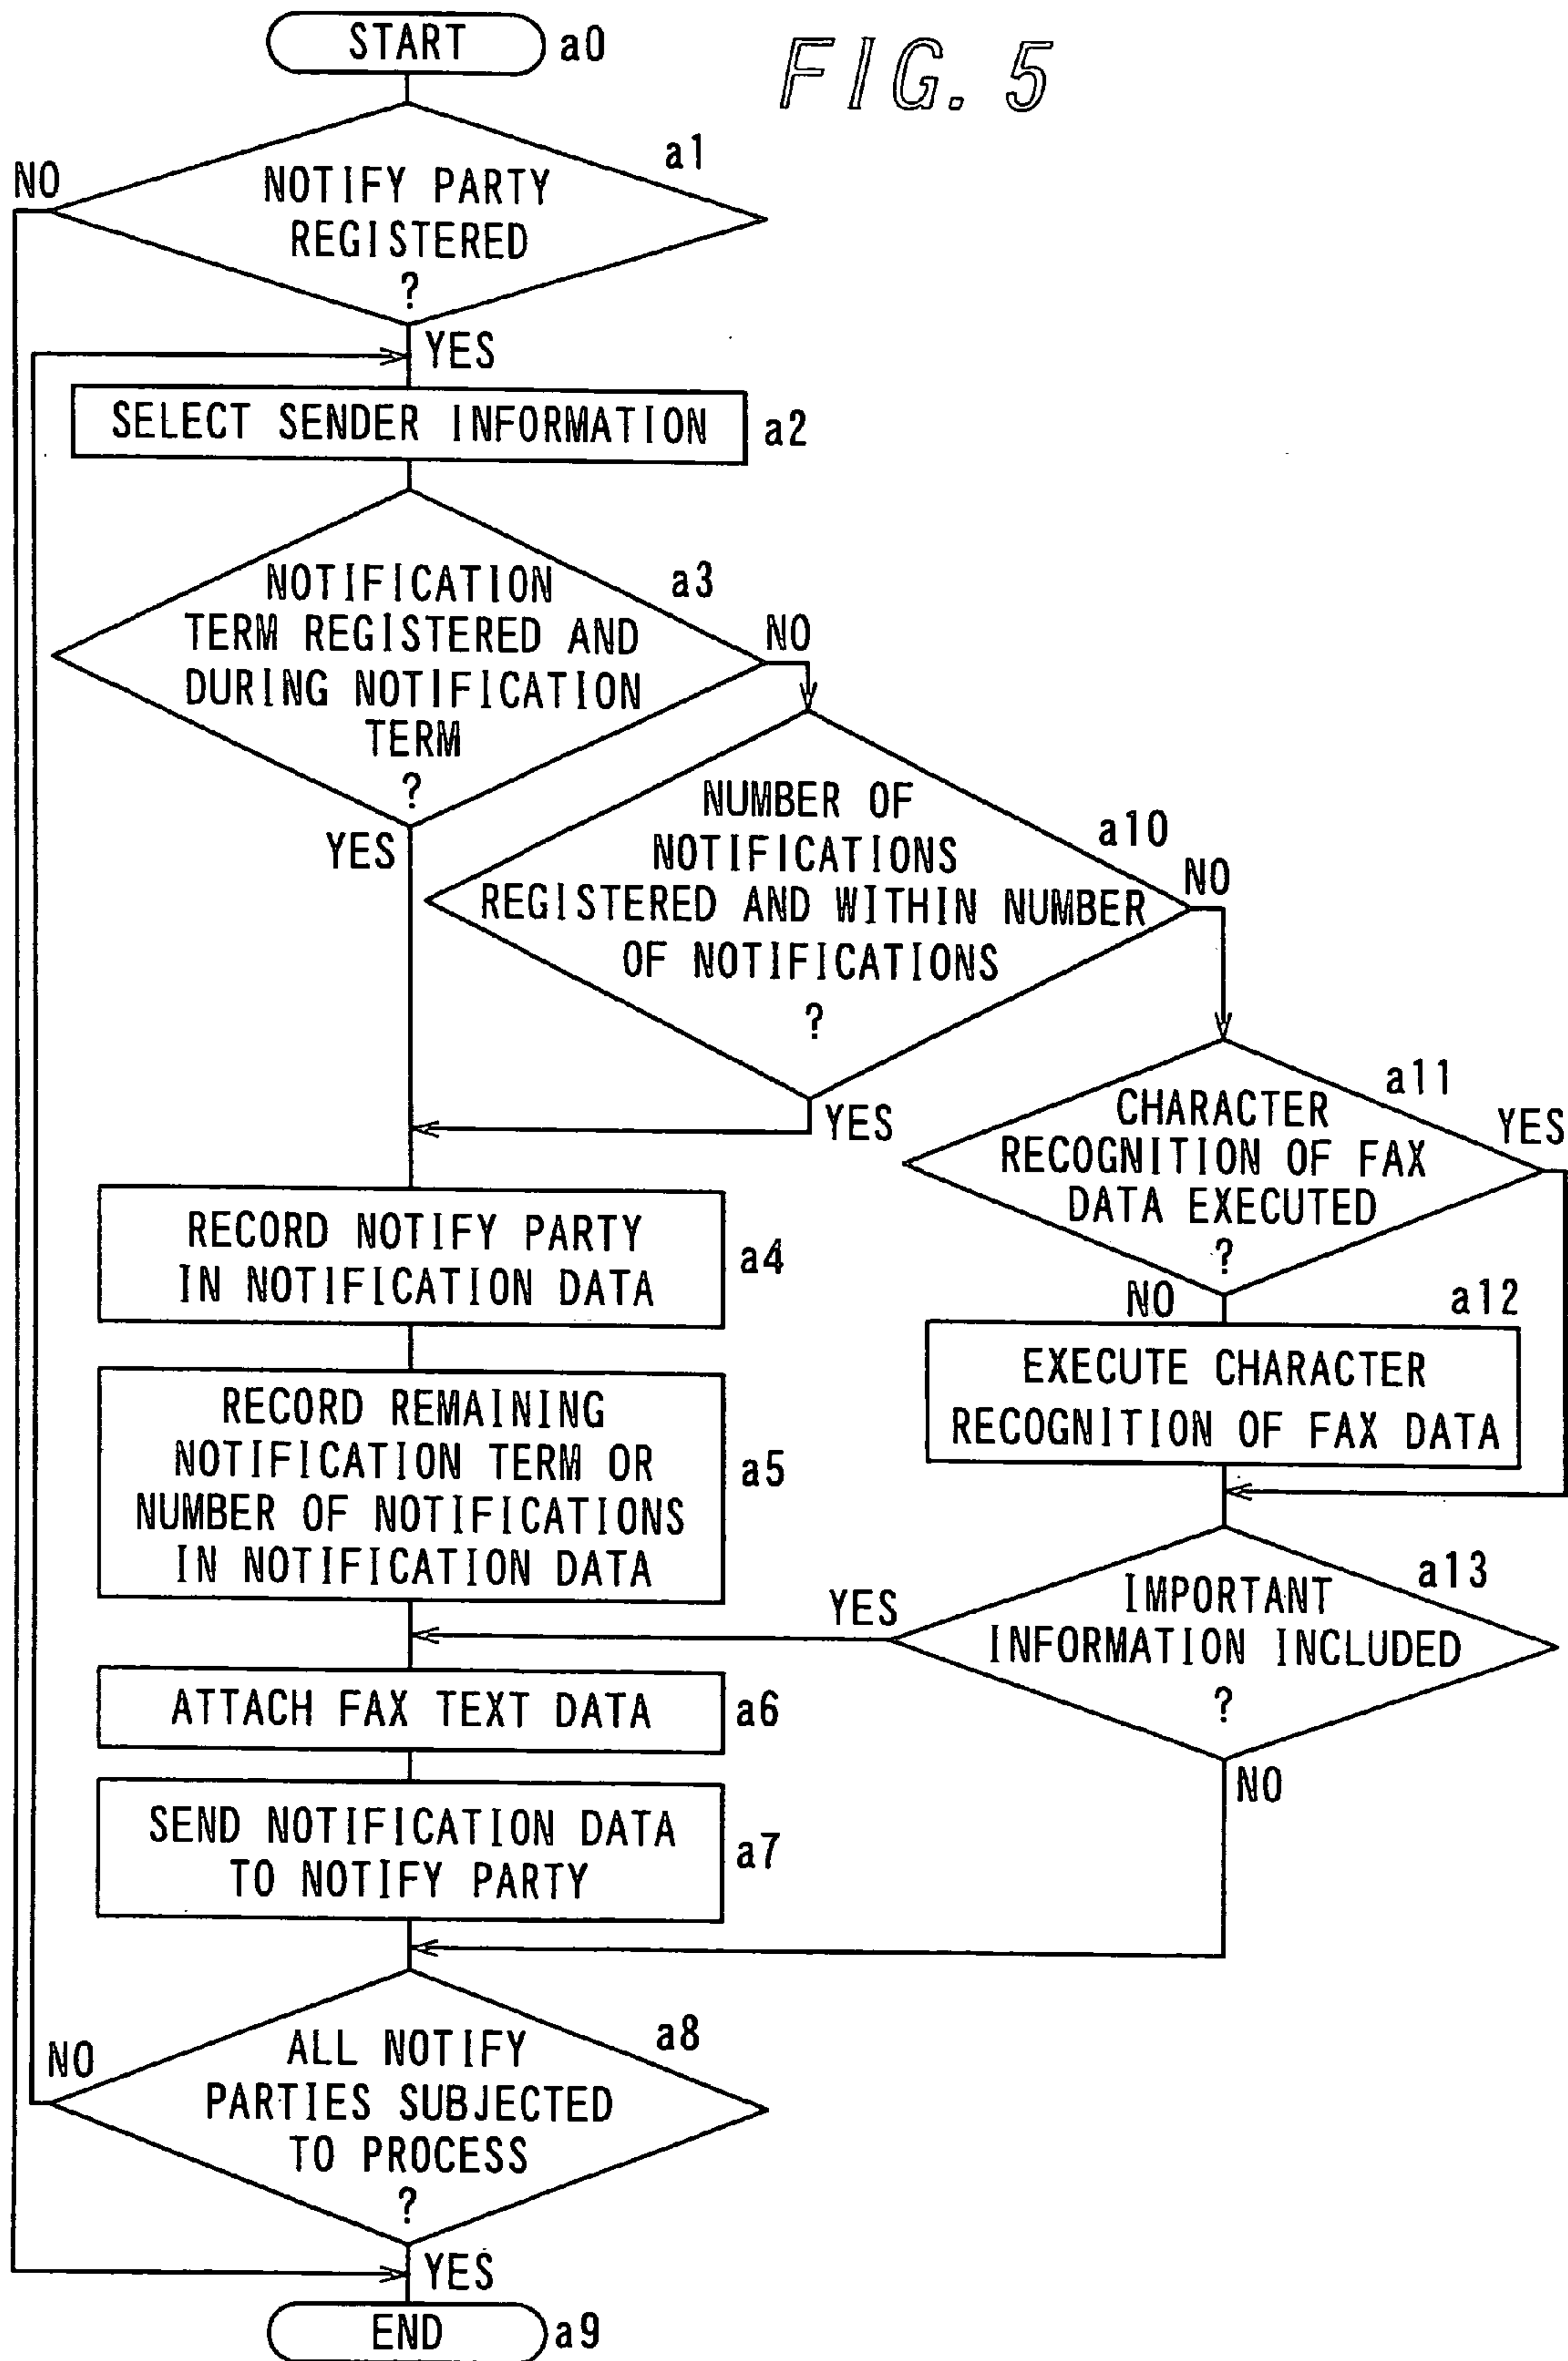 START
a0
FIG. 5
a1
NO
NOTIFY PARTY
REGISTERED
?
YES
SELECT SENDER INFORMATION
a2
NOTIFICATION
TERM REGISTERED AND
DURING NOTIFICATION
TERM
?
a3
NO
YES
NUMBER OF
NOTIFICATIONS
REGISTERED AND WITHIN NUMBER
OF NOTIFICATIONS
?
a10
NO
YES
CHARACTER
RECOGNITION OF FAX
DATA EXECUTED
?
a11
YES
NO
RECORD NOTIFY PARTY
IN NOTIFICATION DATA
a4
a12
EXECUTE CHARACTER
RECOGNITION OF FAX DATA
RECORD REMAINING
NOTIFICATION TERM OR
NUMBER OF NOTIFICATIONS
IN NOTIFICATION DATA
a5
IMPORTANT
INFORMATION INCLUDED
?
a13
YES
NO
ATTACH FAX TEXT DATA
a6
SEND NOTIFICATION DATA
TO NOTIFY PARTY
a7
ALL NOTIFY
PARTIES SUBJECTED
TO PROCESS
?
a8
NO
YES
END
a9